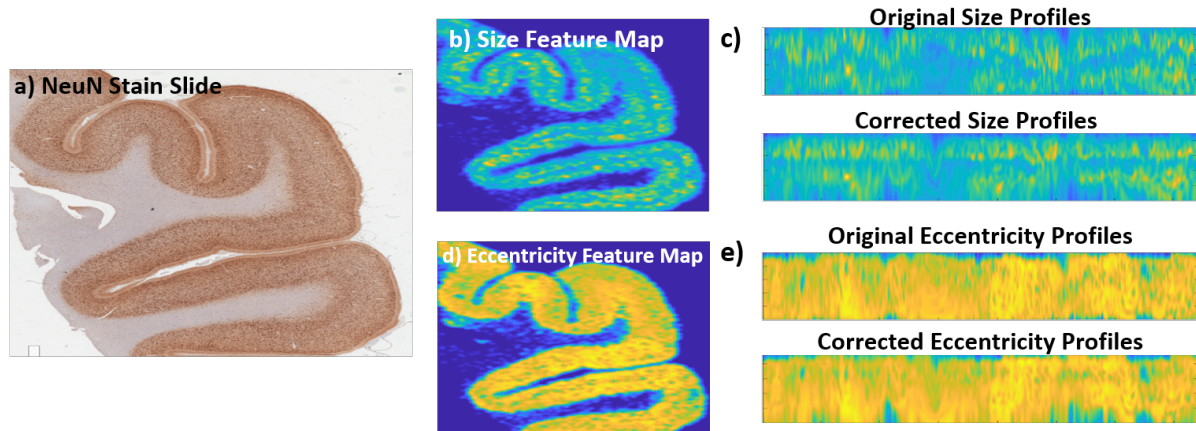 a) NeuN Stain Slide
b) Size Feature Map
c)
Original Size Profiles
Corrected Size Profiles
d) Eccentricity Feature Map
e)
Original Eccentricity Profiles
Corrected Eccentricity Profiles